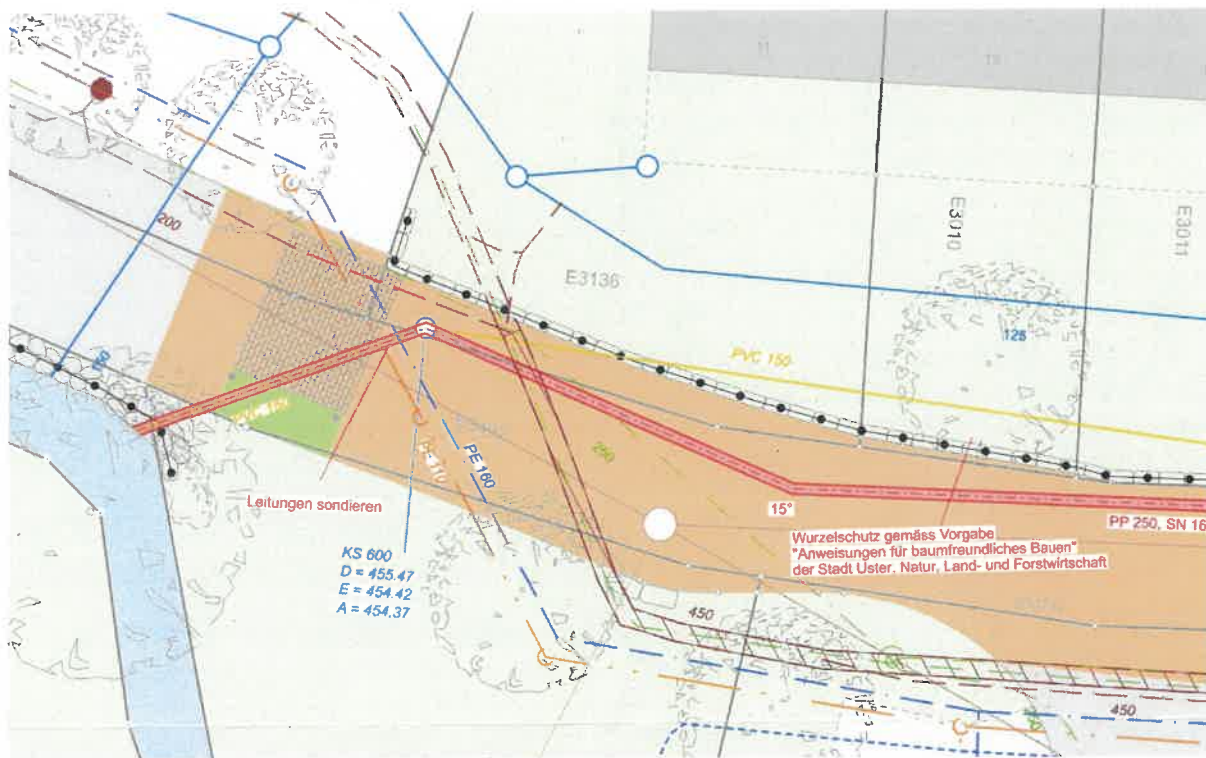 11
200
E3136
E3010
E3011
125
160
PVC 150
PE 160
250
Leitungen sondieren
15°
PP 250, SN 16
Wurzelschutz gemäss Vorgabe
"Anweisungen für baumfreundliches Bauen"
der Stadt Uster. Natur, Land- und Forstwirtschaft
KS 600
D = 455.47
E = 454.42
A = 454.37
450
450